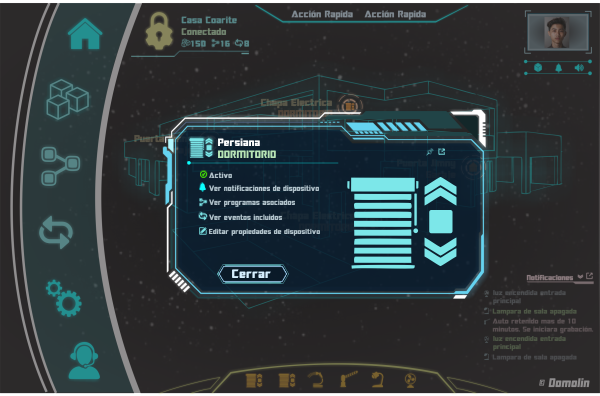 Casa Coarite
Conectado
150 16 8
Acción Rapida Acción Rapida
Chapa Electrica
Persiana
DORMITORIO
Activo
Ver notificaciones de dispositivo
Ver programas asociados
Ver eventos incluidos
Editar propiedades de dispositivo
Cerrar
Notificaciones
luz encendida entrada
principal
Lampara de sala apagada
Auto retenido mas de 10
minutos. Se iniciara grabación.
luz encendida entrada
principal
Lampara de sala apagada
Domolin